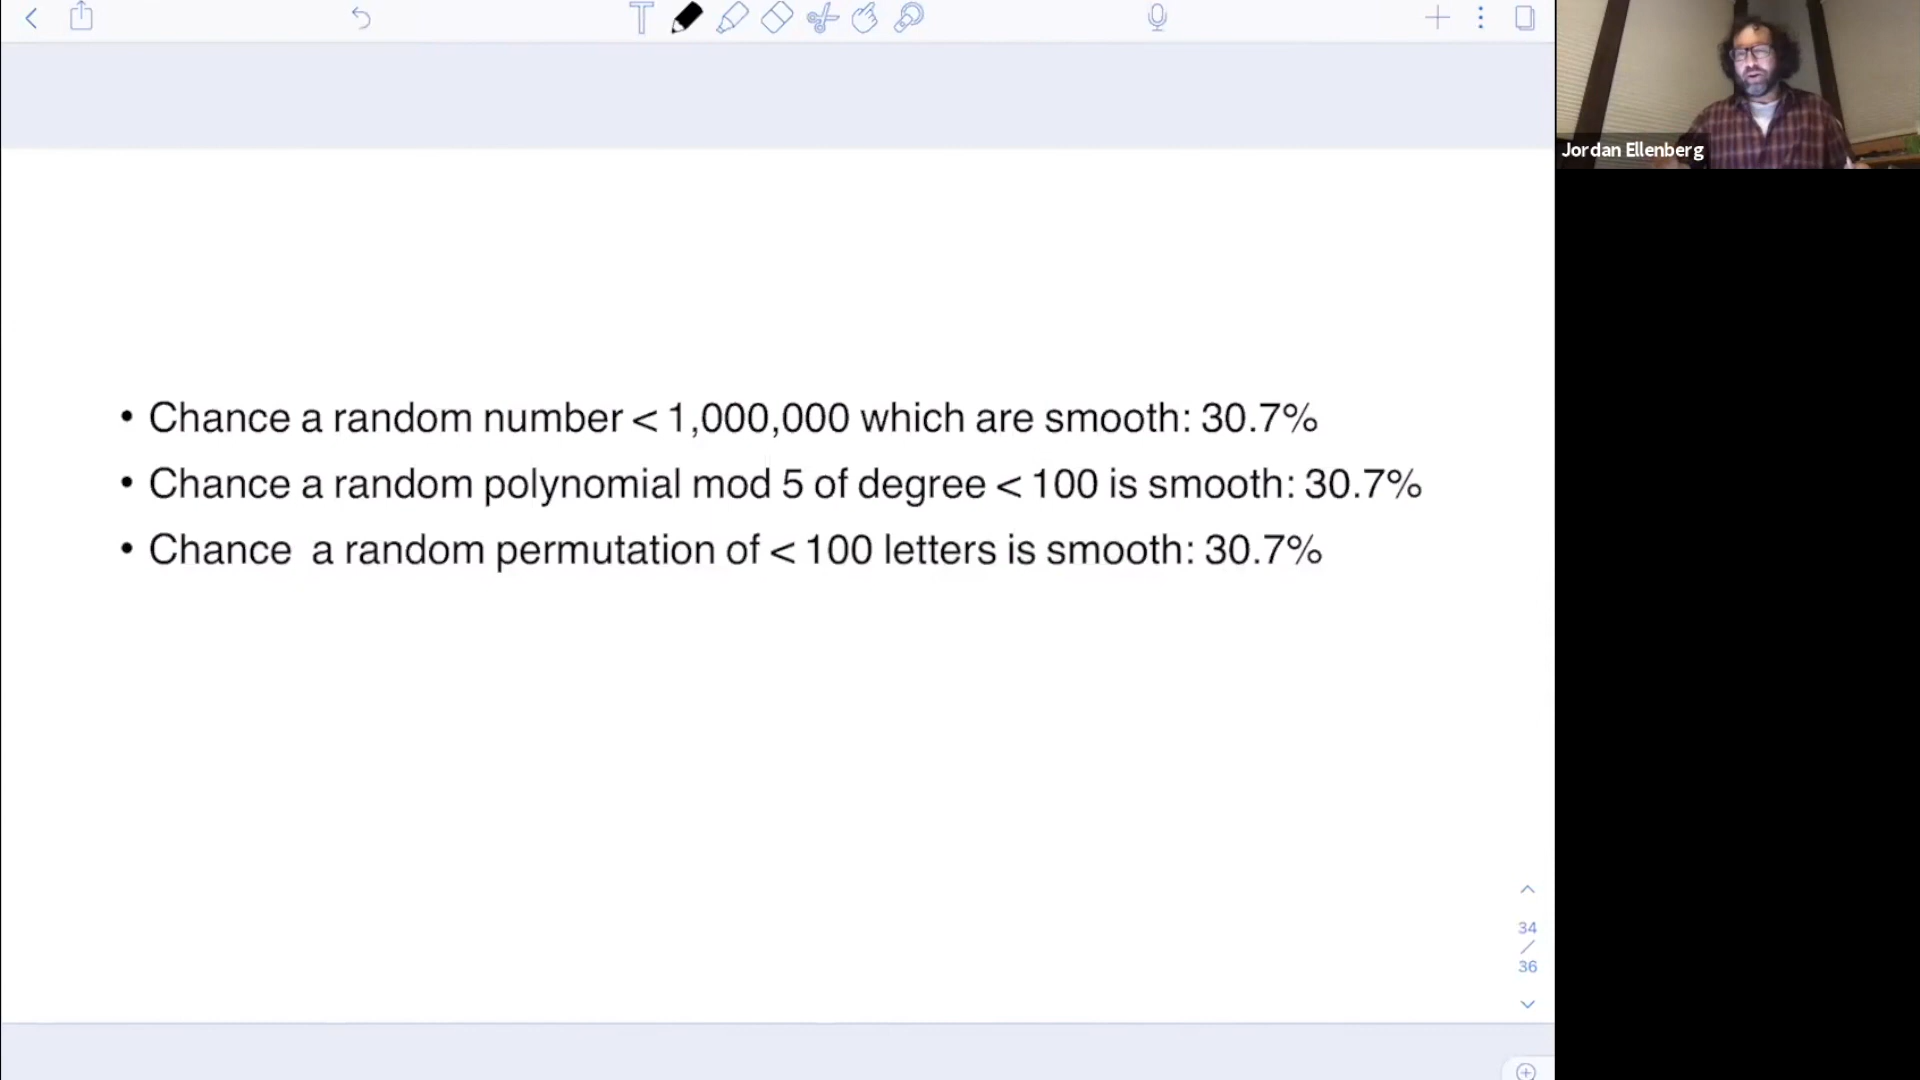 Jordan Ellenberg
• Chance a random number < 1,000,000 which are smooth: 30.7%
• Chance a random polynomial mod 5 of degree < 100 is smooth: 30.7%
• Chance a random permutation of < 100 letters is smooth: 30.7%
34
/
36